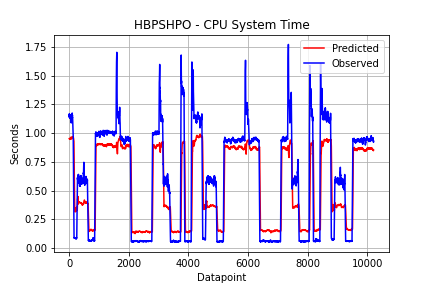 HBPSHPO - CPU System Time
Predicted
Observed
1.75
1.50
1.25
1.00
0.75
0.50
0.25
0.00
Seconds
0 2000 4000 6000 8000 10000
Datapoint